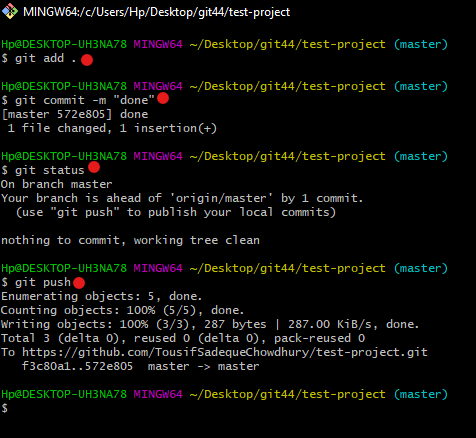 MINGW64:/c/Users/Hp/Desktop/git44/test-project
Hp@DESKTOP-UH3NA78 MINGW64 ~/Desktop/git44/test-project (master)
$ git add .
Hp@DESKTOP-UH3NA78 MINGW64 ~/Desktop/git44/test-project (master)
$ git commit -m "done"
[master 572e805] done
 1 file changed, 1 insertion(+)
Hp@DESKTOP-UH3NA78 MINGW64 ~/Desktop/git44/test-project (master)
$ git status
On branch master
Your branch is ahead of 'origin/master' by 1 commit.
  (use "git push" to publish your local commits)
nothing to commit, working tree clean
Hp@DESKTOP-UH3NA78 MINGW64 ~/Desktop/git44/test-project (master)
$ git push
Enumerating objects: 5, done.
Counting objects: 100% (5/5), done.
Writing objects: 100% (3/3), 287 bytes | 287.00 KiB/s, done.
Total 3 (delta 0), reused 0 (delta 0), pack-reused 0
To https://github.com/TousifSadequeChowdhury/test-project.git
   f3c80a1..572e805  master -> master
Hp@DESKTOP-UH3NA78 MINGW64 ~/Desktop/git44/test-project (master)
$